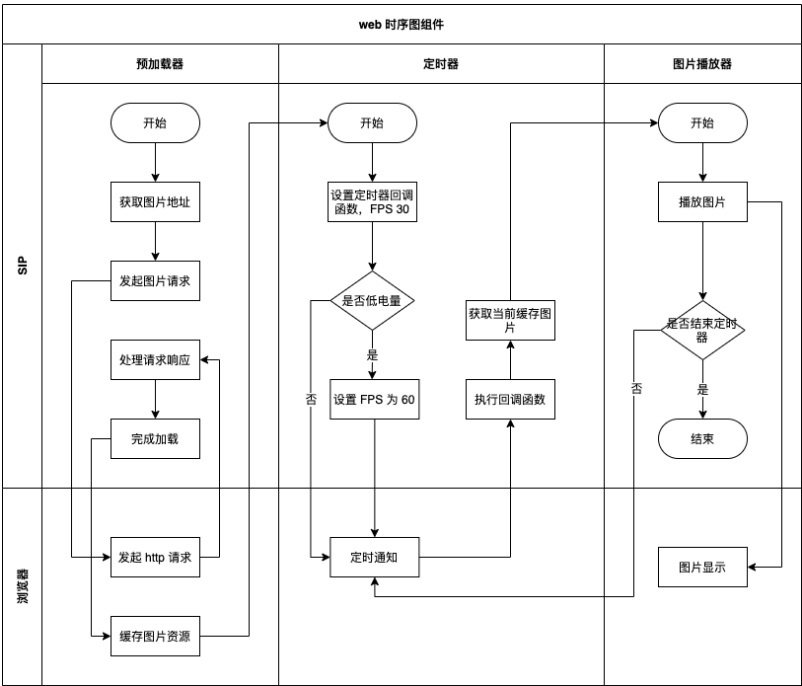 web 时序图组件
预加载器
定时器
图片播放器
SIP
开始
获取图片地址
发起图片请求
处理请求响应
完成加载
开始
设置定时器回调
函数，FPS 30
是否低电量
是
否
设置 FPS 为 60
获取当前缓存图
片
执行回调函数
开始
播放图片
是否结束定时
器
否
是
结束
浏览器
发起 http 请求
缓存图片资源
定时通知
图片显示